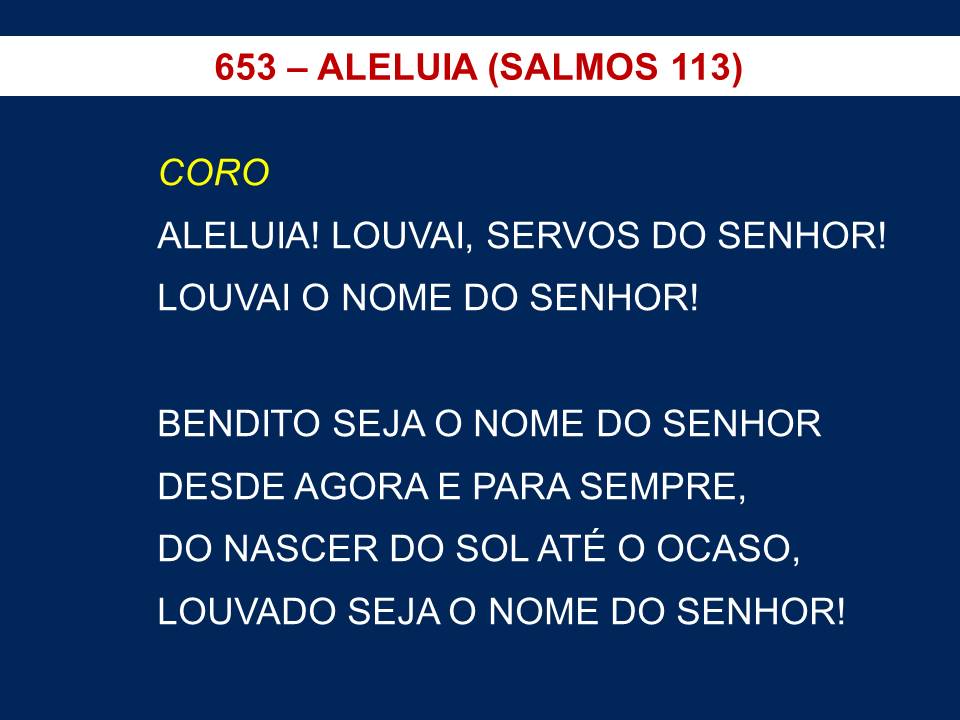 653 – ALELUIA (SALMOS 113)
CORO
ALELUIA! LOUVAI, SERVOS DO SENHOR!
LOUVAI O NOME DO SENHOR!
BENDITO SEJA O NOME DO SENHOR
DESDE AGORA E PARA SEMPRE,
DO NASCER DO SOL ATÉ O OCASO,
LOUVADO SEJA O NOME DO SENHOR!